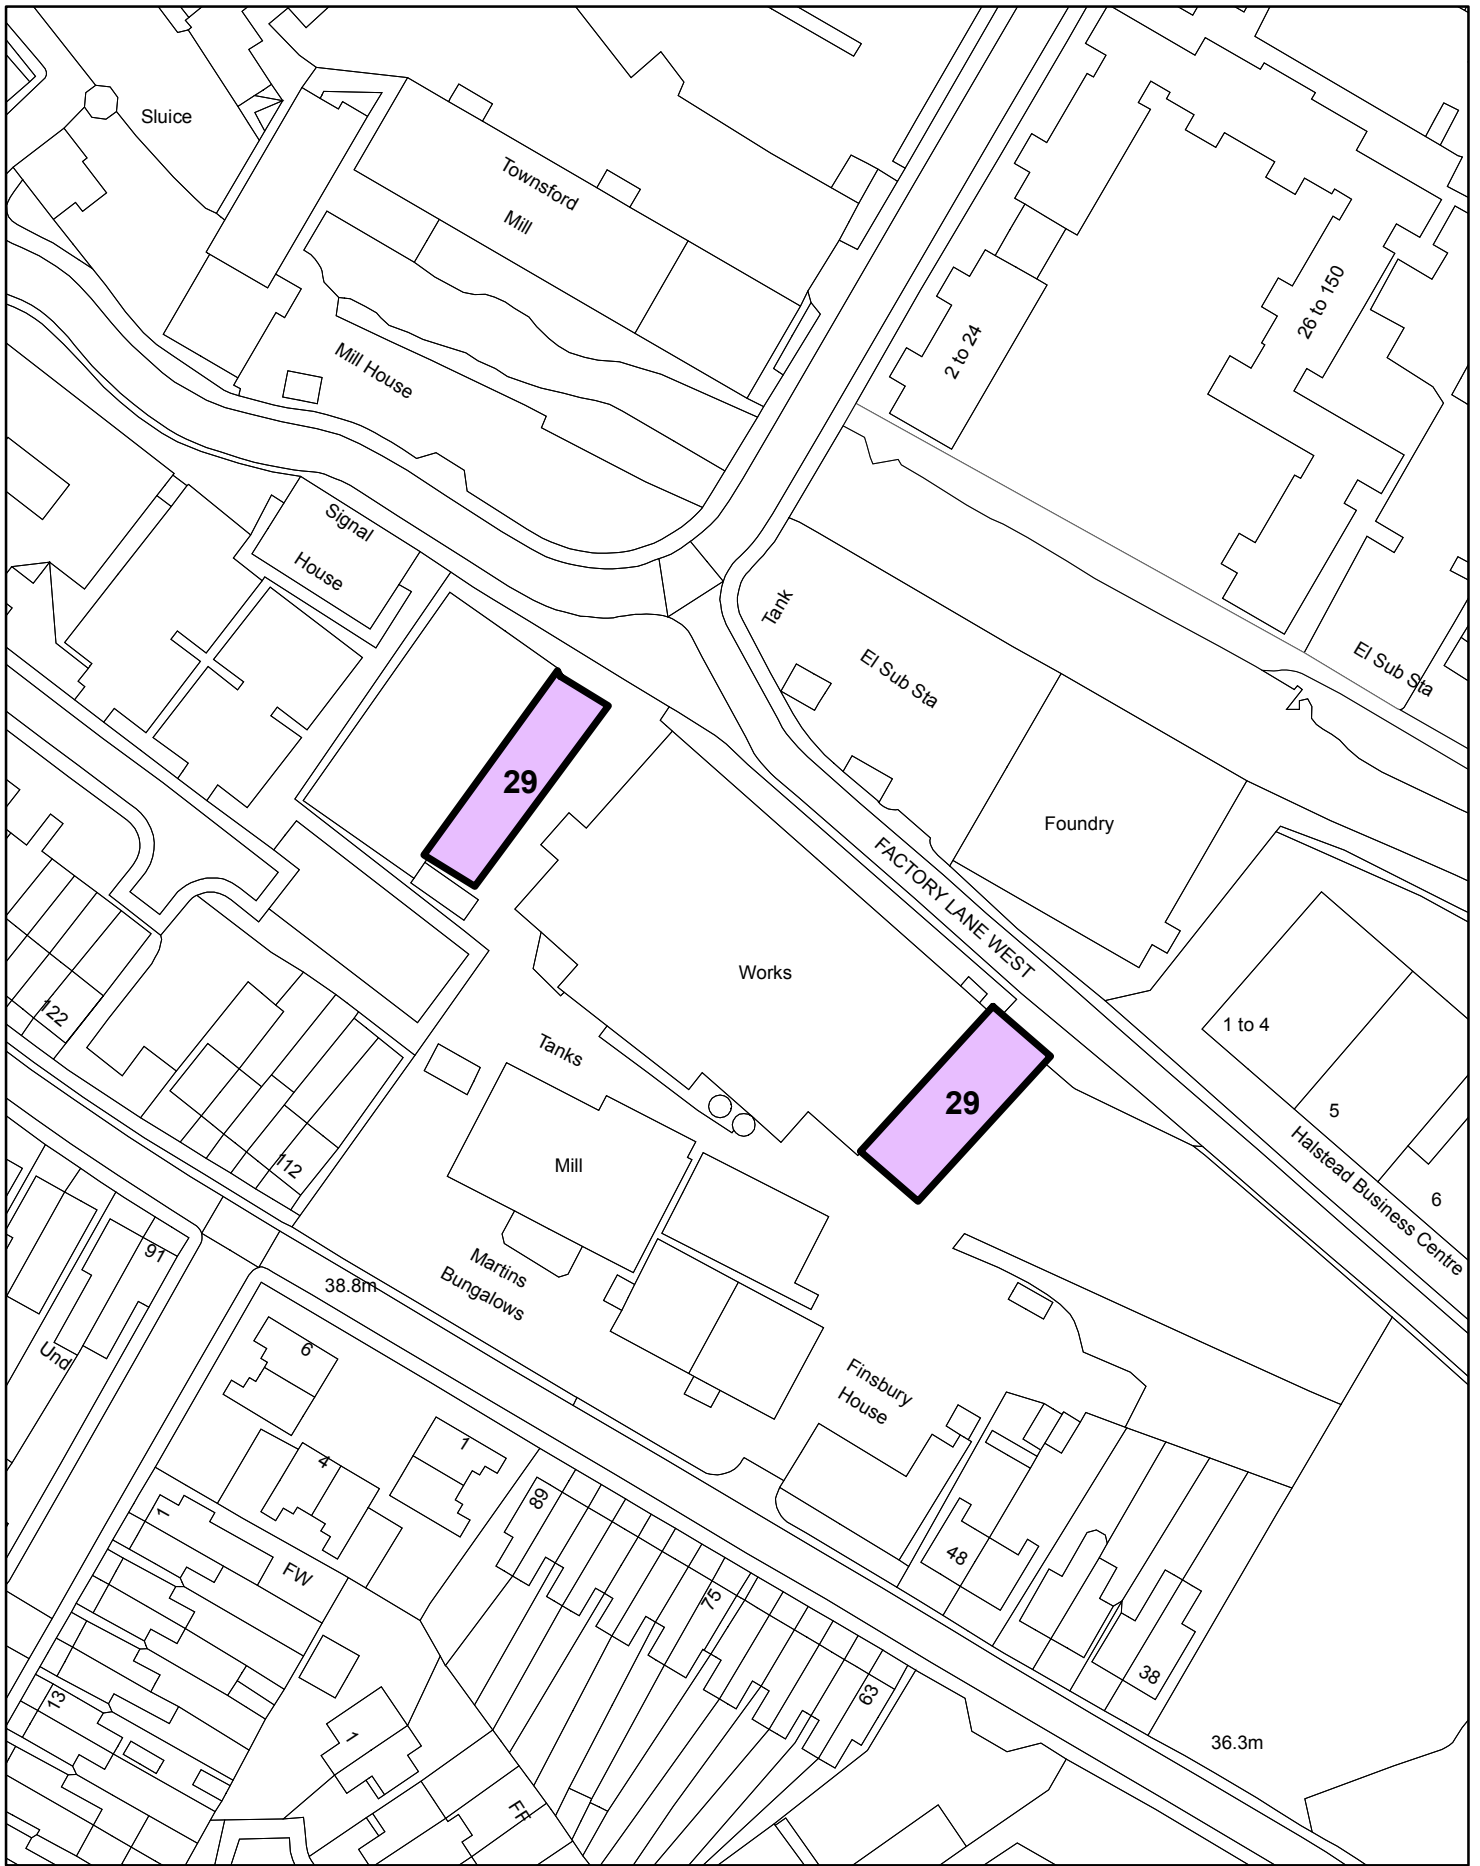 Sluice
Townsford
Mill
Mill House
2 to 24
26 to 150
Signal
House
Tank
El Sub Sta
El Sub Sta
29
Foundry
FACTORY LANE WEST
Works
122
Tanks
1 to 4
29
5
112
Mill
Halstead Business Centre
6
91
Martins
Bungalows
38.8m
Und
6
Finsbury
House
1
4
89
1
48
FW
75
38
63
13
1
36.3m
FF